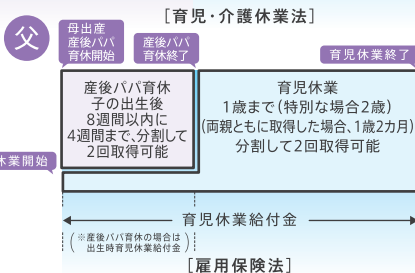 [育児・介護休業法]
父
母出産
産後パパ
育休開始
産後パパ
育休終了
育児休業終了
産後パパ育休
子の出生後
8週間以内に
4週間まで、分割して
2回取得可能
育児休業
1歳まで(特別な場合2歳)
(両親ともに取得した場合、1歳2カ月)
分割して2回取得可能
休業開始
育児休業給付金
(※産後パパ育休の場合は
出生時育児休業給付金)
[雇用保険法]